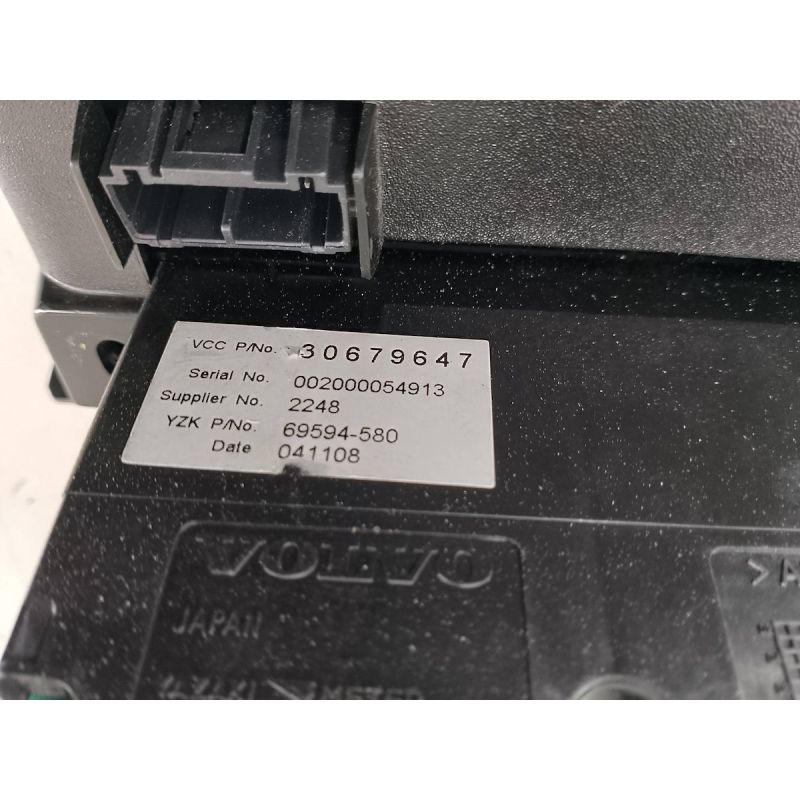 VCC P/No. 30679647
Serial No. 002000054913
Supplier No. 2248
YZK P/No. 69594-580
Date 041108
VOLVO
JAPAN
>A